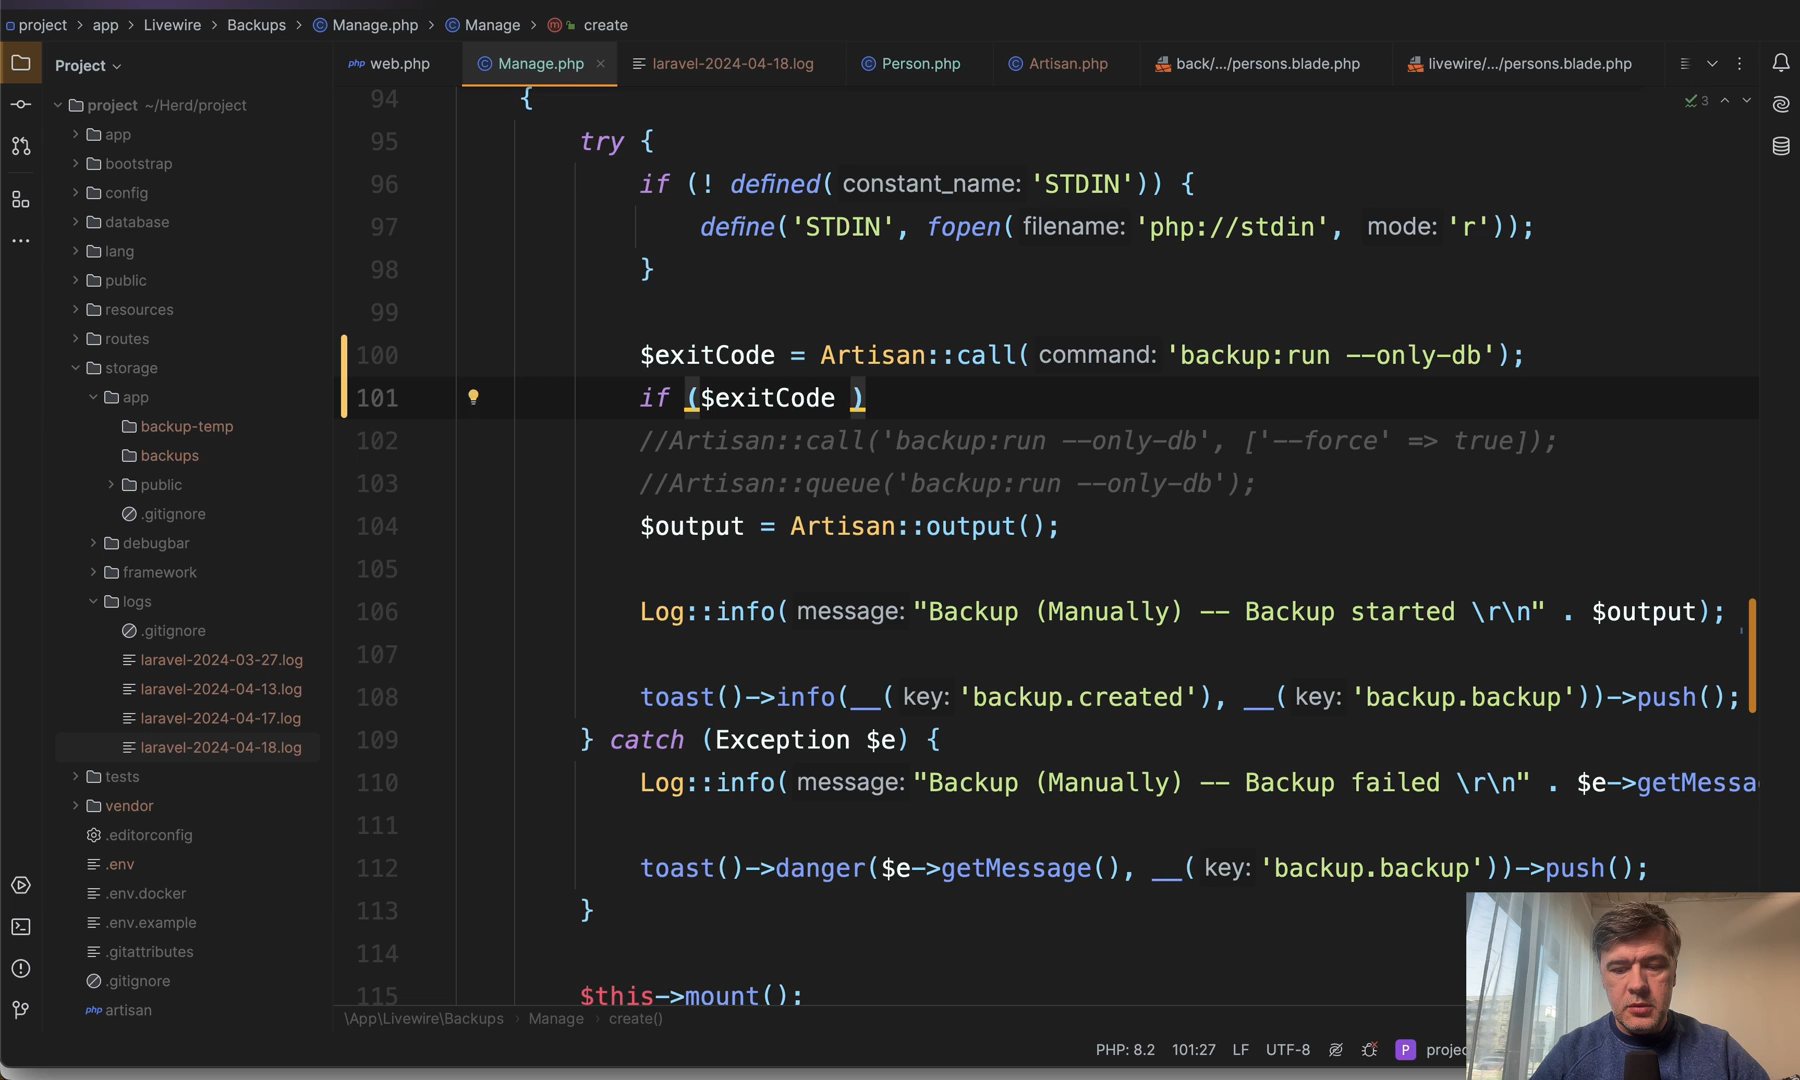 project > app > Livewire > Backups > Manage.php > Manage > create
Project
web.php
Manage.php
laravel-2024-04-18.log
Person.php
Artisan.php
back/.../persons.blade.php
livewire/.../persons.blade.php
project ~/Herd/project
app
bootstrap
config
database
lang
public
resources
routes
storage
app
backup-temp
backups
public
.gitignore
debugbar
framework
logs
.gitignore
laravel-2024-03-27.log
laravel-2024-04-13.log
laravel-2024-04-17.log
laravel-2024-04-18.log
tests
vendor
.editorconfig
.env
.env.docker
.env.example
.gitattributes
.gitignore
php artisan
3
94 {
95 try {
96 if (! defined( constant_name: 'STDIN')) {
97 define('STDIN', fopen( filename: 'php://stdin', mode: 'r'));
98 }
99
100 $exitCode = Artisan::call( command: 'backup:run --only-db');
101 if ($exitCode )
102 //Artisan::call('backup:run --only-db', ['--force' => true]);
103 //Artisan::queue('backup:run --only-db');
104 $output = Artisan::output();
105
106 Log::info( message: "Backup (Manually) -- Backup started \r\n" . $output);
107
108 toast()->info(__( key: 'backup.created'), __( key: 'backup.backup'))->push();
109 } catch (Exception $e) {
110 Log::info( message: "Backup (Manually) -- Backup failed \r\n" . $e->getMessa
111
112 toast()->danger($e->getMessage(), __( key: 'backup.backup'))->push();
113 }
114
115 $this->mount();
\App\Livewire\Backups > Manage > create()
PHP: 8.2 101:27 LF UTF-8 P projec